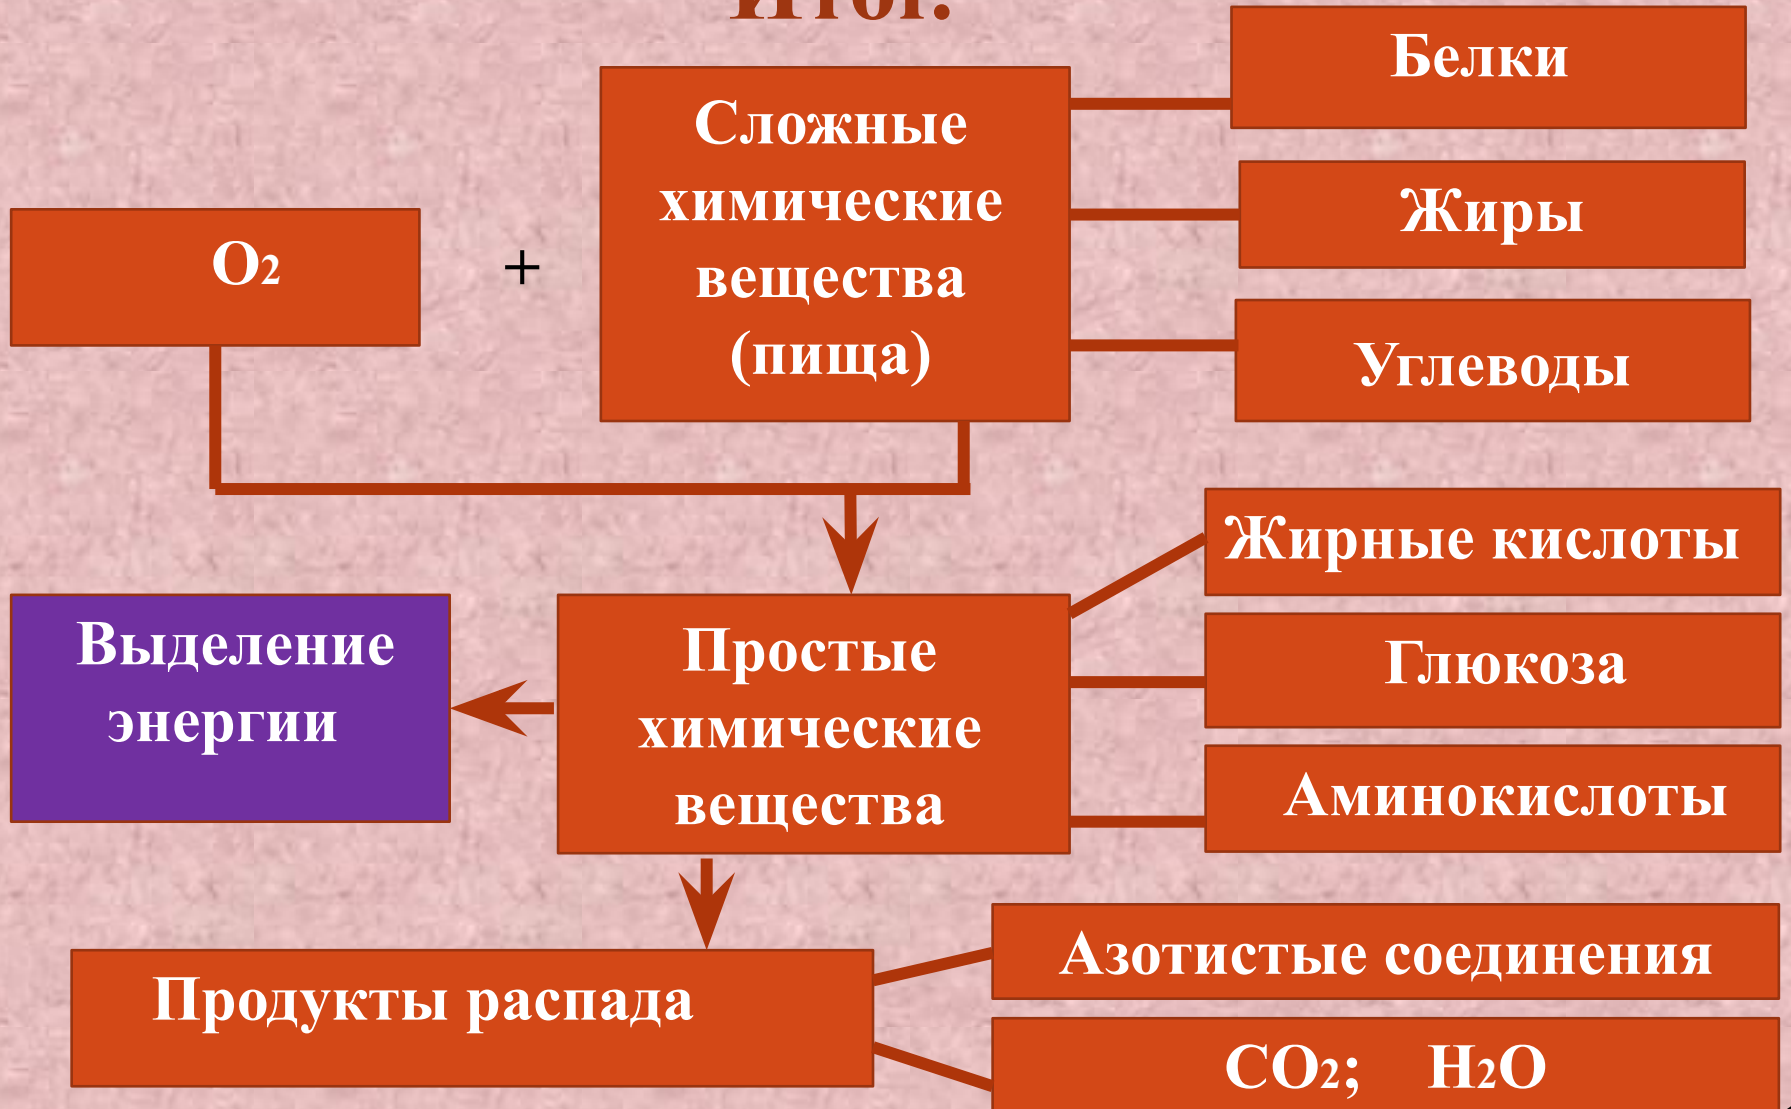 Итог:
Белки
Сложные
химические
вещества
(пища)
Жиры
O2
+
Углеводы
Жирные кислоты
Выделение
энергии
Простые
химические
вещества
Глюкоза
Аминокислоты
Азотистые соединения
Продукты распада
CO2; H2O